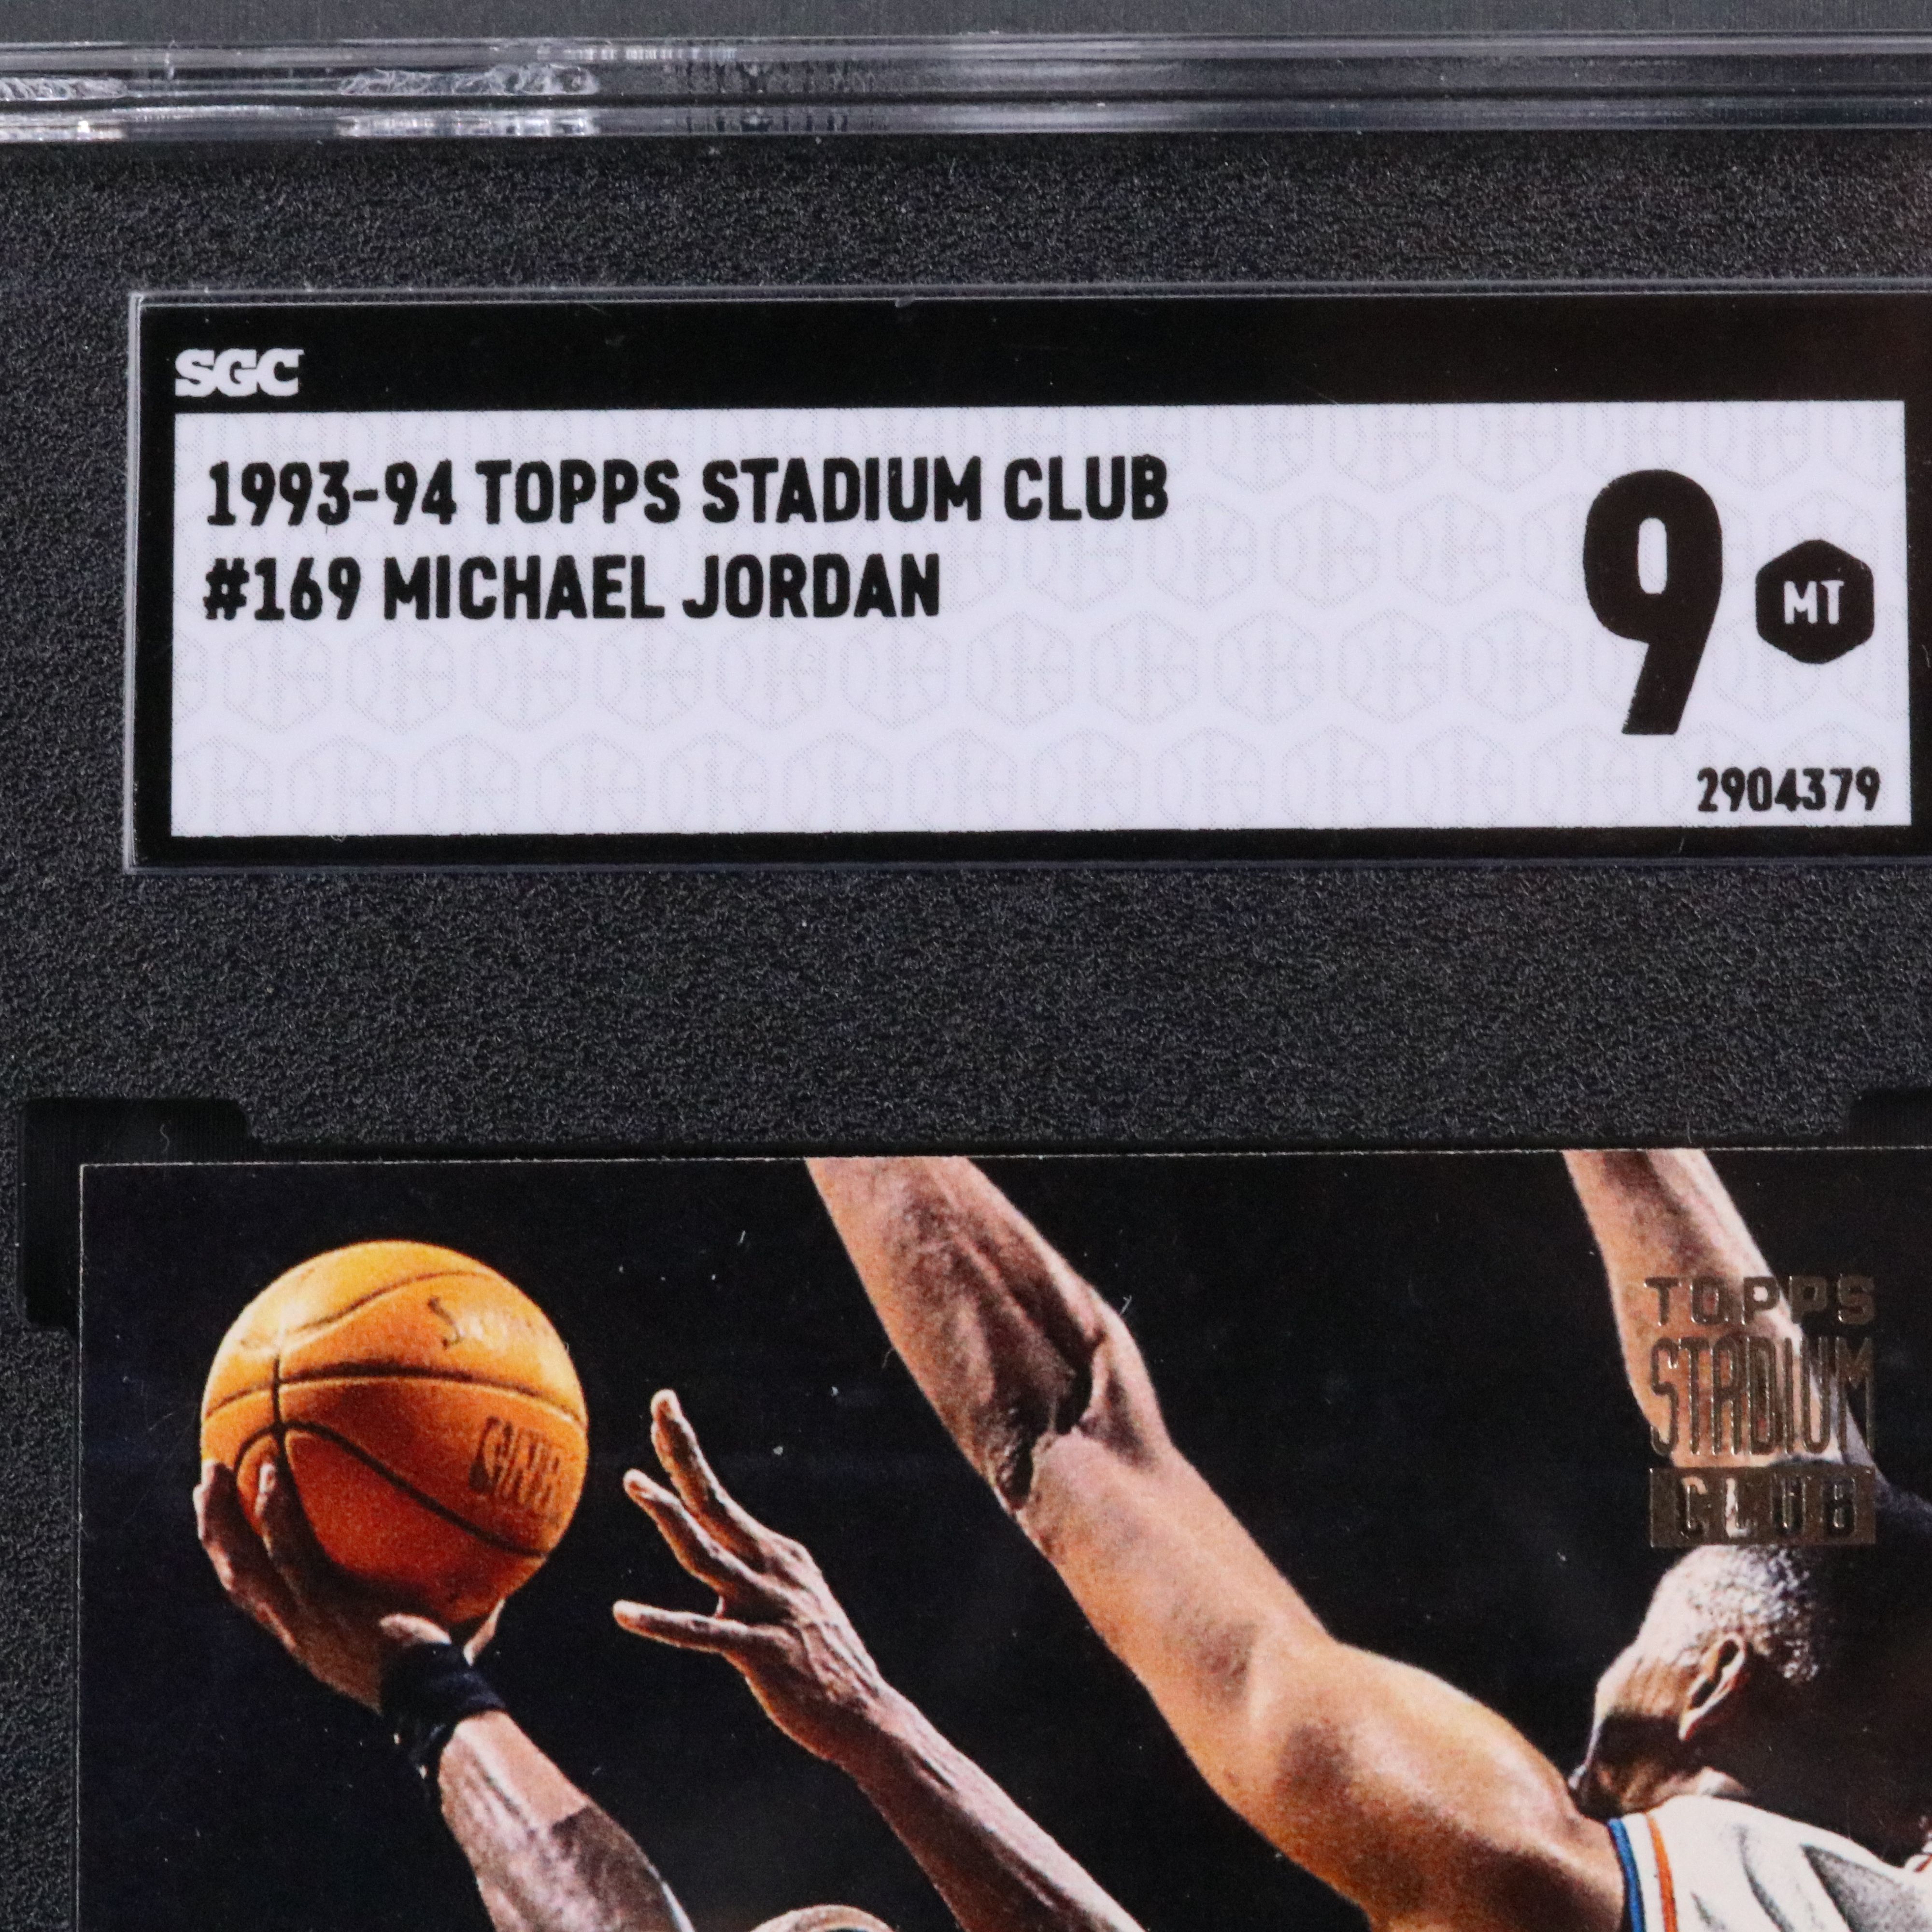 SGC
1993-94 TOPPS STADIUM CLUB
#169 MICHAEL JORDAN
9
MT
2904379
TOPPS
STADIUM
CLUB